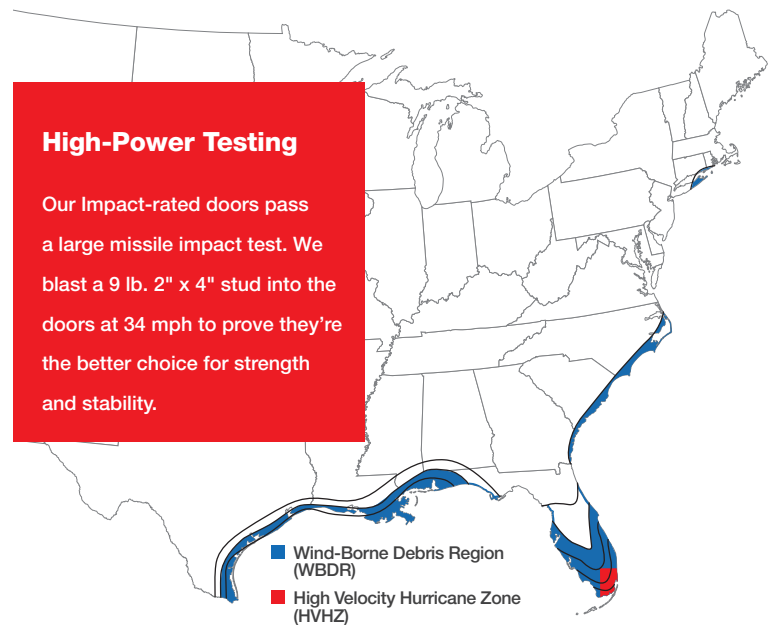 High-Power Testing
Our Impact-rated doors pass
a large missile impact test. We
blast a 9 lb. 2" x 4" stud into the
doors at 34 mph to prove they’re
the better choice for strength
and stability.
Wind-Borne Debris Region
(WBDR)
High Velocity Hurricane Zone
(HVHZ)